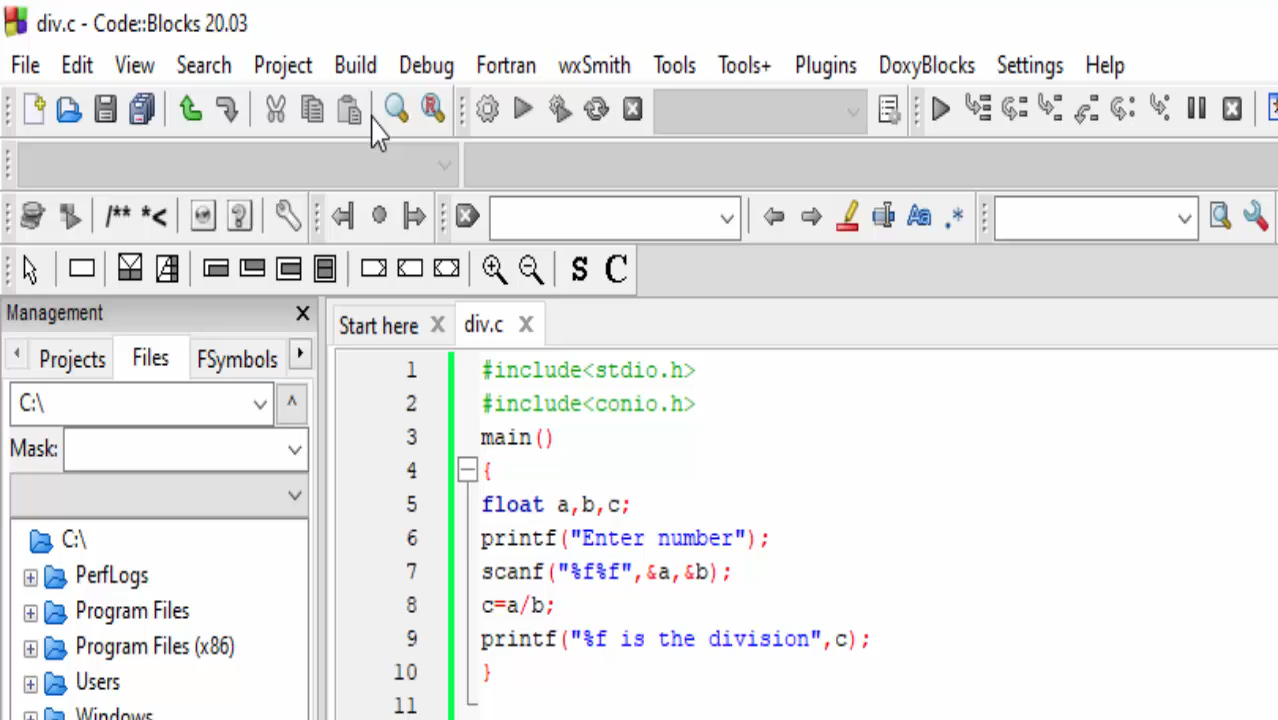 div.c - Code::Blocks 20.03
File Edit View Search Project Build Debug Fortran wxSmith Tools Tools+ Plugins DoxyBlocks Settings Help
/** *<
Aa .*
S C
Management
Start here div.c
Projects Files FSymbols
C:\ ^
Mask:
C:\
PerfLogs
Program Files
Program Files (x86)
Users
Windows
1 #include<stdio.h>
2 #include<conio.h>
3 main()
4 {
5 float a,b,c;
6 printf("Enter number");
7 scanf("%f%f",&a,&b);
8 c=a/b;
9 printf("%f is the division",c);
10 }
11